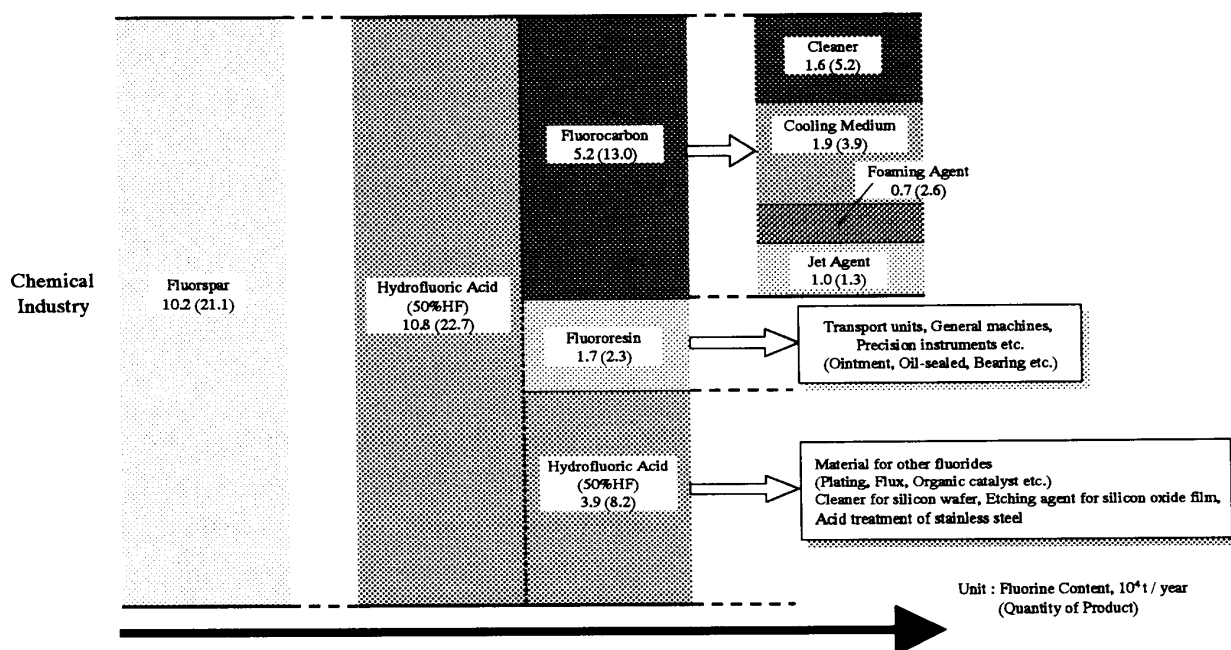 Chemical
Industry
Fluorspar
10.2 (21.1)
Hydrofluoric Acid
(50%HF)
10.8 (22.7)
Fluorocarbon
5.2 (13.0)
Fluororesin
1.7 (2.3)
Hydrofluoric Acid
(50%HF)
3.9 (8.2)
Cleaner
1.6 (5.2)
Cooling Medium
1.9 (3.9)
Foaming Agent
0.7 (2.6)
Jet Agent
1.0 (1.3)
Transport units, General machines,
Precision instruments etc.
(Ointment, Oil-sealed, Bearing etc.)
Material for other fluorides
(Plating, Flux, Organic catalyst etc.)
Cleaner for silicon wafer, Etching agent for silicon oxide film,
Acid treatment of stainless steel
Unit : Fluorine Content, 10⁴ t / year
(Quantity of Product)